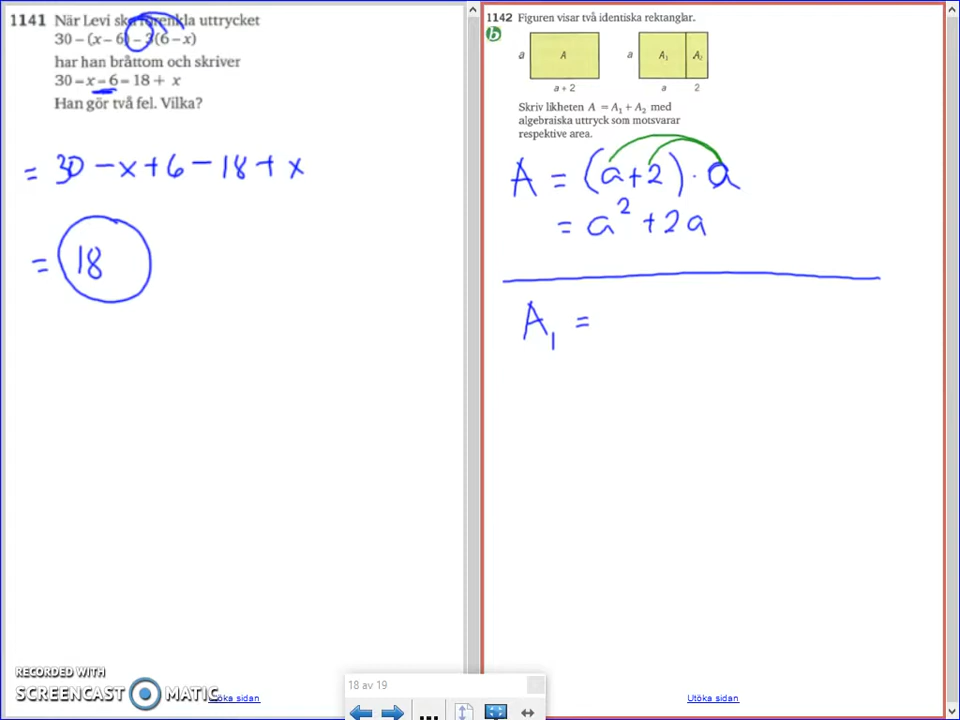 1141 När Levi ska förenkla uttrycket
30 – (x – 6) – 3(6 – x)
har han bråttom och skriver
30 – x – 6 – 18 + x
Han gör två fel. Vilka?
= 30 – x + 6 – 18 + x
= 18
1142 Figuren visar två identiska rektanglar.
b
a A a A₁ A₂
a + 2 a 2
Skriv likheten A = A₁ + A₂ med
algebraiska uttryck som motsvarar
respektive area.
A = (a+2) · a
= a² + 2a
A₁ =
RECORDED WITH
SCREENCAST MATIC
Utöka sidan
18 av 19
Utöka sidan